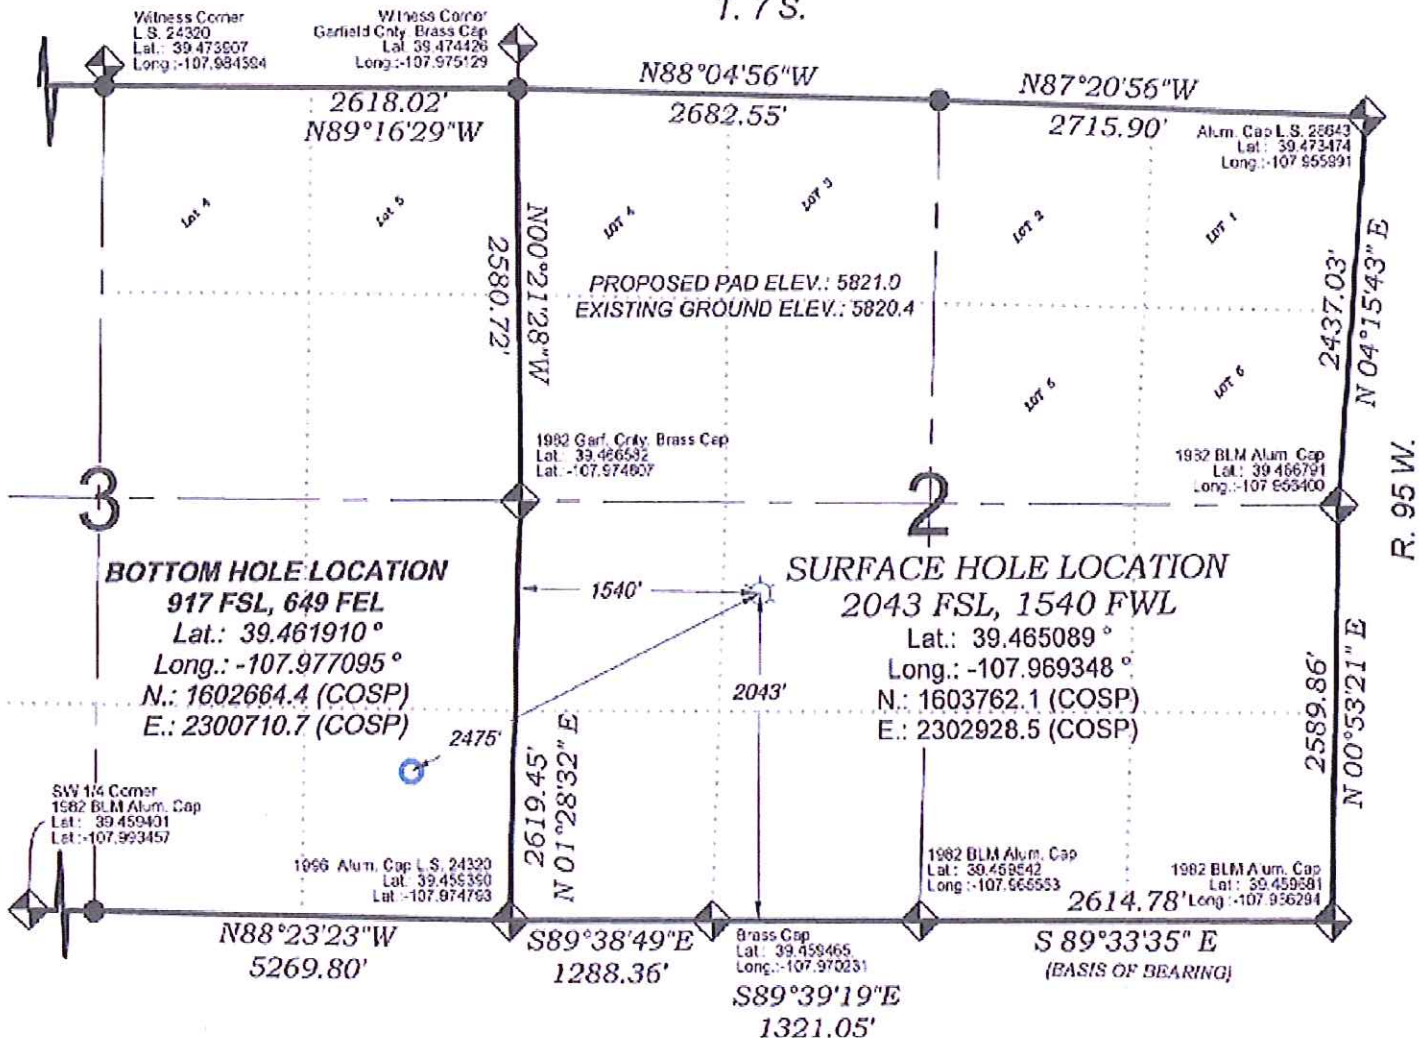 T. 7 S.
Witness Corner
L.S. 24320
Lat.: 39.473907
Long.:-107.984394
Witness Corner
Garfield Cnty. Brass Cap
Lat. 39.474426
Long.:-107.975129
N88°04'56"W
2682.55'
N87°20'56"W
2715.90'
2618.02'
N89°16'29"W
Alum. Cap L.S. 28643
Lat.: 39.473474
Long.:-107.955991
Lot 4
Lot 5
LOT 4
LOT 3
LOT 2
LOT 1
N00°21'28"W
2580.72'
PROPOSED PAD ELEV.: 5821.0
EXISTING GROUND ELEV.: 5820.4
2437.03'
N 04°15'43" E
LOT 5
LOT 6
1982 Garf. Cnty. Brass Cap
Lat.: 39.466582
Lat.:-107.974807
1982 BLM Alum. Cap
Lat.: 39.466791
Long.:-107.956400
R. 95 W.
3
2
BOTTOM HOLE LOCATION
917 FSL, 649 FEL
Lat.: 39.461910 °
Long.: -107.977095 °
N.: 1602664.4 (COSP)
E.: 2300710.7 (COSP)
1540'
SURFACE HOLE LOCATION
2043 FSL, 1540 FWL
Lat.: 39.465089 °
Long.: -107.969348 °
N.: 1603762.1 (COSP)
E.: 2302928.5 (COSP)
2043'
2475'
2589.86'
N 00°53'21" E
2619.45'
N 01°28'32" E
SW 1/4 Corner
1982 BLM Alum. Cap
Lat.: 39.459401
Lat.:-107.993457
1996 Alum. Cap L.S. 24320
Lat.: 39.459390
Lat.:-107.974793
1982 BLM Alum. Cap
Lat.: 39.459542
Long.:-107.965553
1982 BLM Alum. Cap
Lat.: 39.459681
Long.:-107.956294
2614.78'
N88°23'23"W
5269.80'
S89°38'49"E
1288.36'
Brass Cap
Lat.: 39.459465
Long.:-107.970231
S89°39'19"E
1321.05'
S 89°33'35" E
(BASIS OF BEARING)